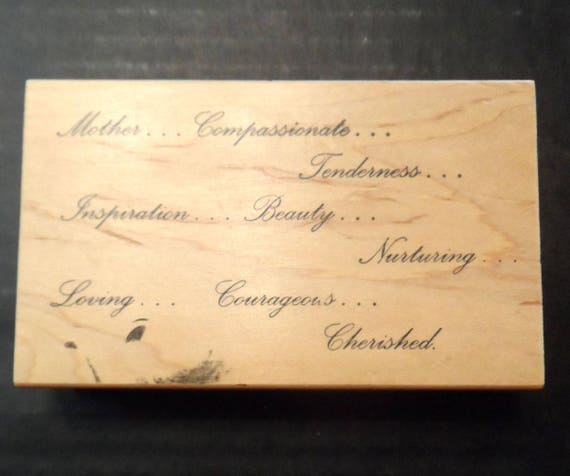 Mother... Compassionate...
Tenderness...
Inspiration... Beauty...
Nurturing...
Loving... Courageous...
Cherished.